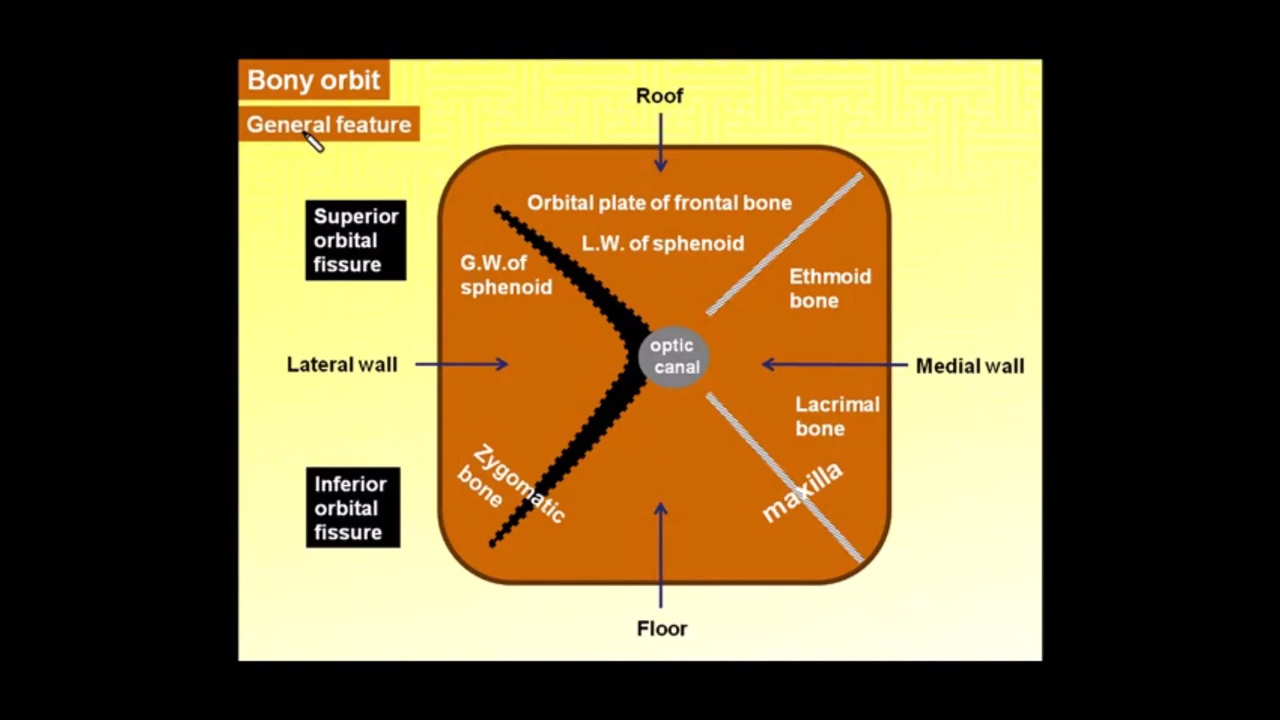 Bony orbit
General feature
Roof
Superior
orbital
fissure
Orbital plate of frontal bone
L.W. of sphenoid
G.W.of
sphenoid
Ethmoid
bone
optic
canal
Lateral wall
Medial wall
Lacrimal
bone
Zygomatic
bone
maxilla
Inferior
orbital
fissure
Floor